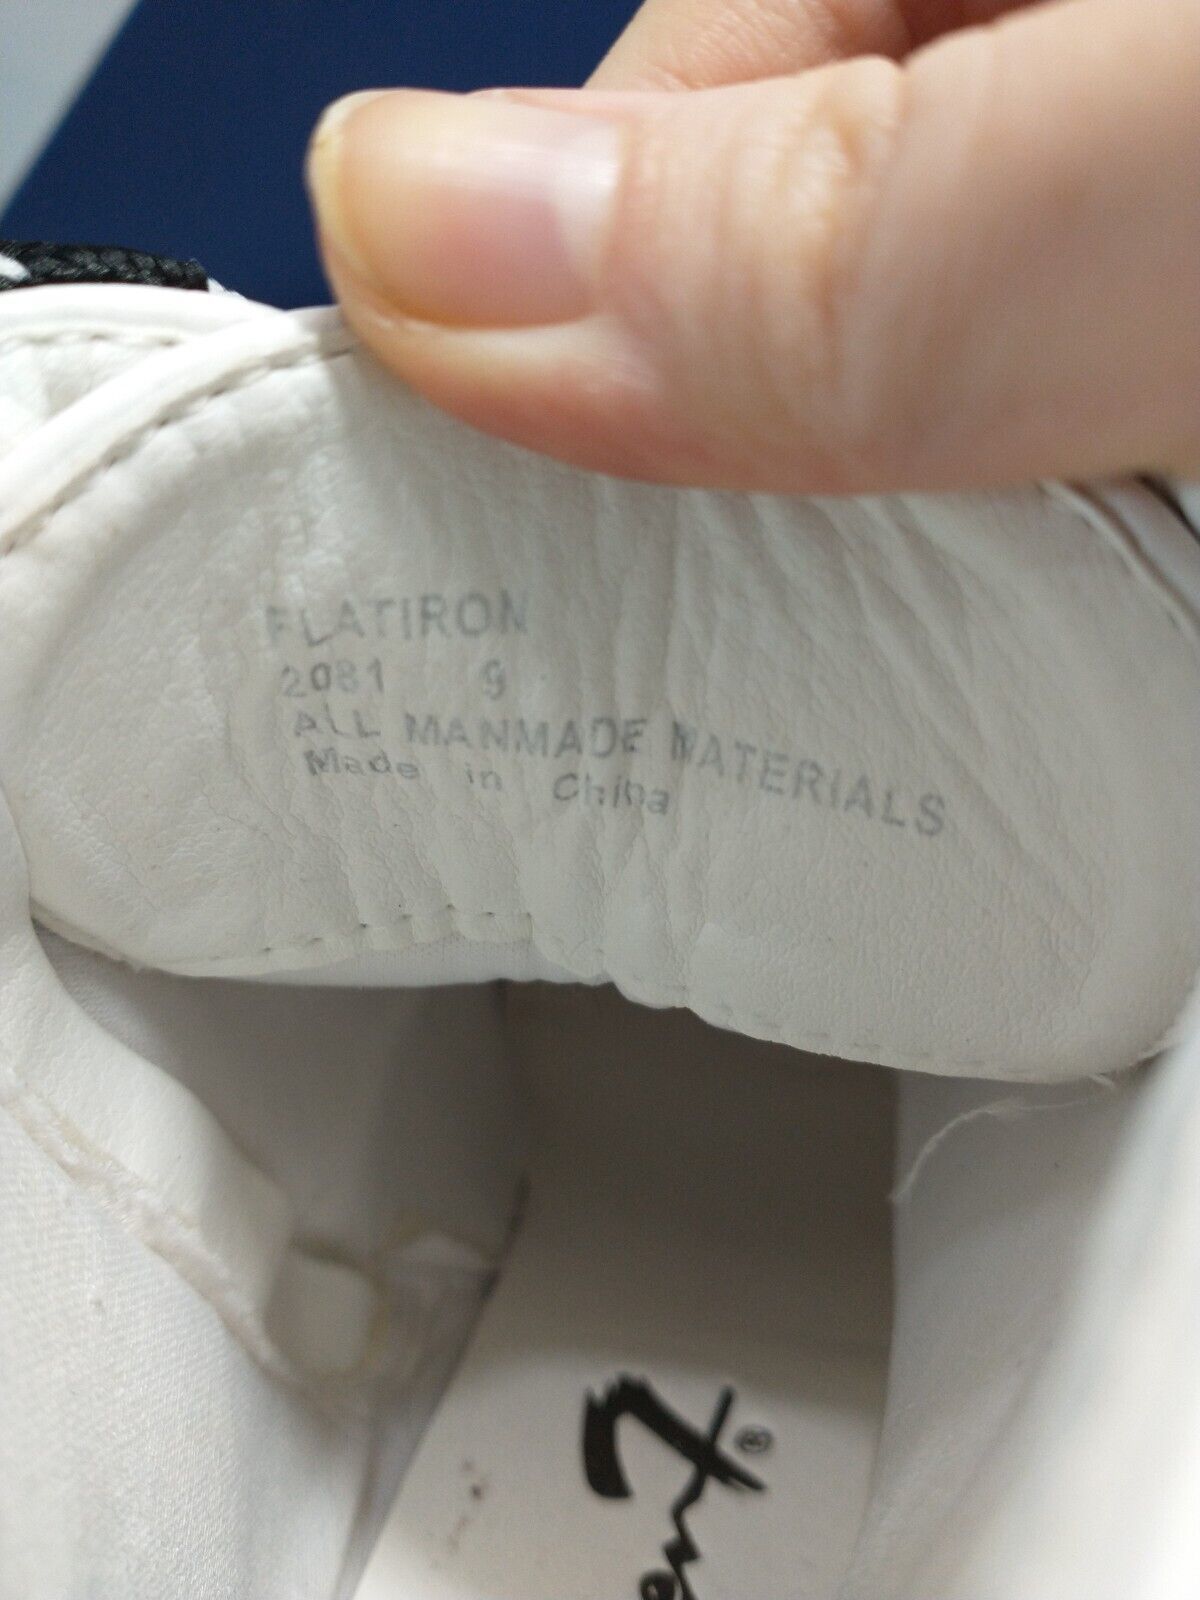 FLATIRON
2081 9
ALL MANMADE MATERIALS
Made in China
®